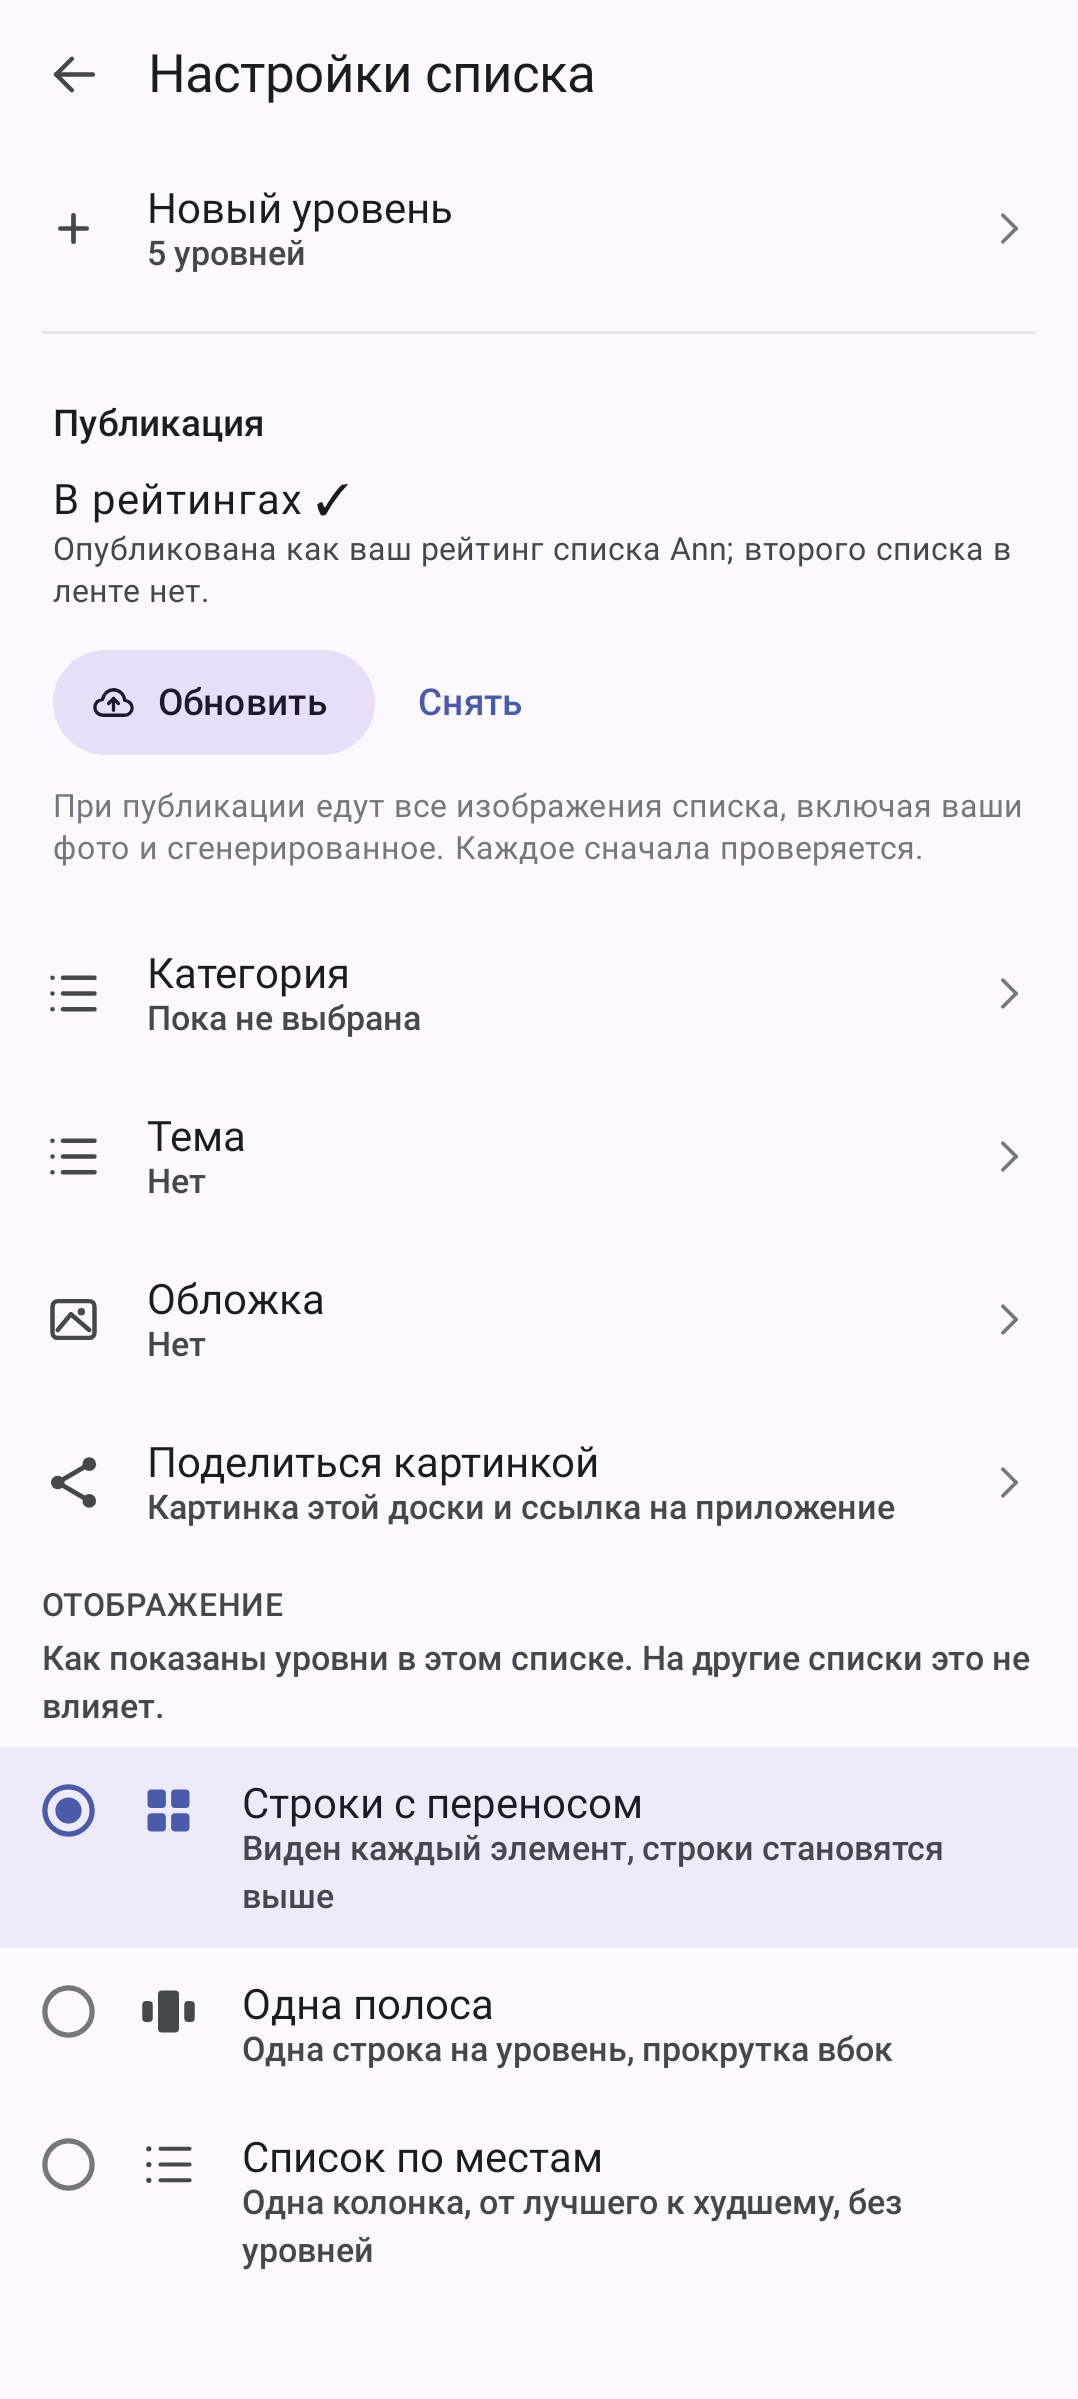 Настройки списка
Новый уровень
5 уровней
Публикация
В рейтингах ✓
Опубликована как ваш рейтинг списка Ann; второго списка в
ленте нет.
Обновить
Снять
При публикации едут все изображения списка, включая ваши
фото и сгенерированное. Каждое сначала проверяется.
Категория
Пока не выбрана
Тема
Нет
Обложка
Нет
Поделиться картинкой
Картинка этой доски и ссылка на приложение
ОТОБРАЖЕНИЕ
Как показаны уровни в этом списке. На другие списки это не
влияет.
Строки с переносом
Виден каждый элемент, строки становятся
выше
Одна полоса
Одна строка на уровень, прокрутка вбок
Список по местам
Одна колонка, от лучшего к худшему, без
уровней